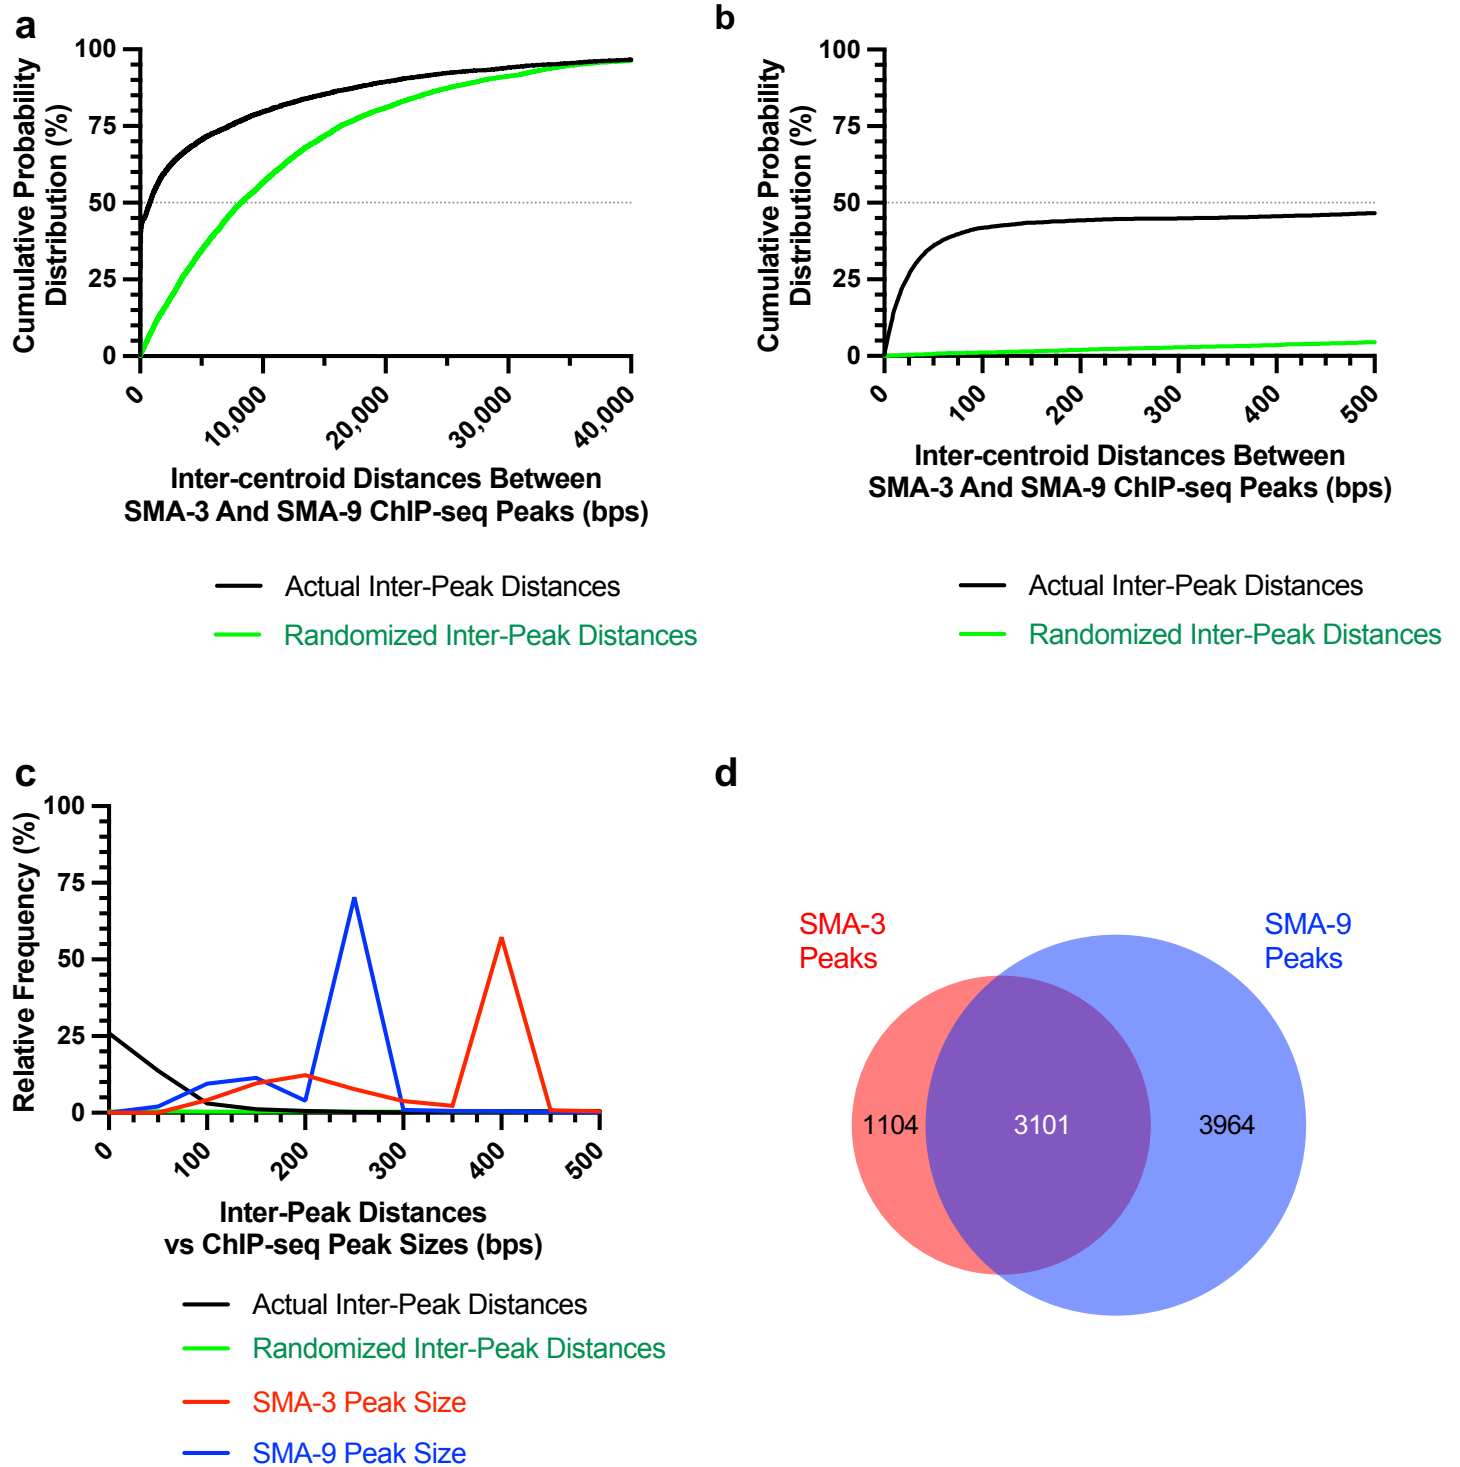 a
Cumulative Probability
Distribution (%)
100
75
50
25
0
0
10,000
20,000
30,000
40,000
Inter-centroid Distances Between
SMA-3 And SMA-9 ChIP-seq Peaks (bps)
Actual Inter-Peak Distances
Randomized Inter-Peak Distances
b
Cumulative Probability
Distribution (%)
100
75
50
25
0
0
100
200
300
400
500
Inter-centroid Distances Between
SMA-3 And SMA-9 ChIP-seq Peaks (bps)
Actual Inter-Peak Distances
Randomized Inter-Peak Distances
c
Relative Frequency (%)
100
75
50
25
0
0
100
200
300
400
500
Inter-Peak Distances
vs ChIP-seq Peak Sizes (bps)
Actual Inter-Peak Distances
Randomized Inter-Peak Distances
SMA-3 Peak Size
SMA-9 Peak Size
d
SMA-3
Peaks
SMA-9
Peaks
1104
3101
3964